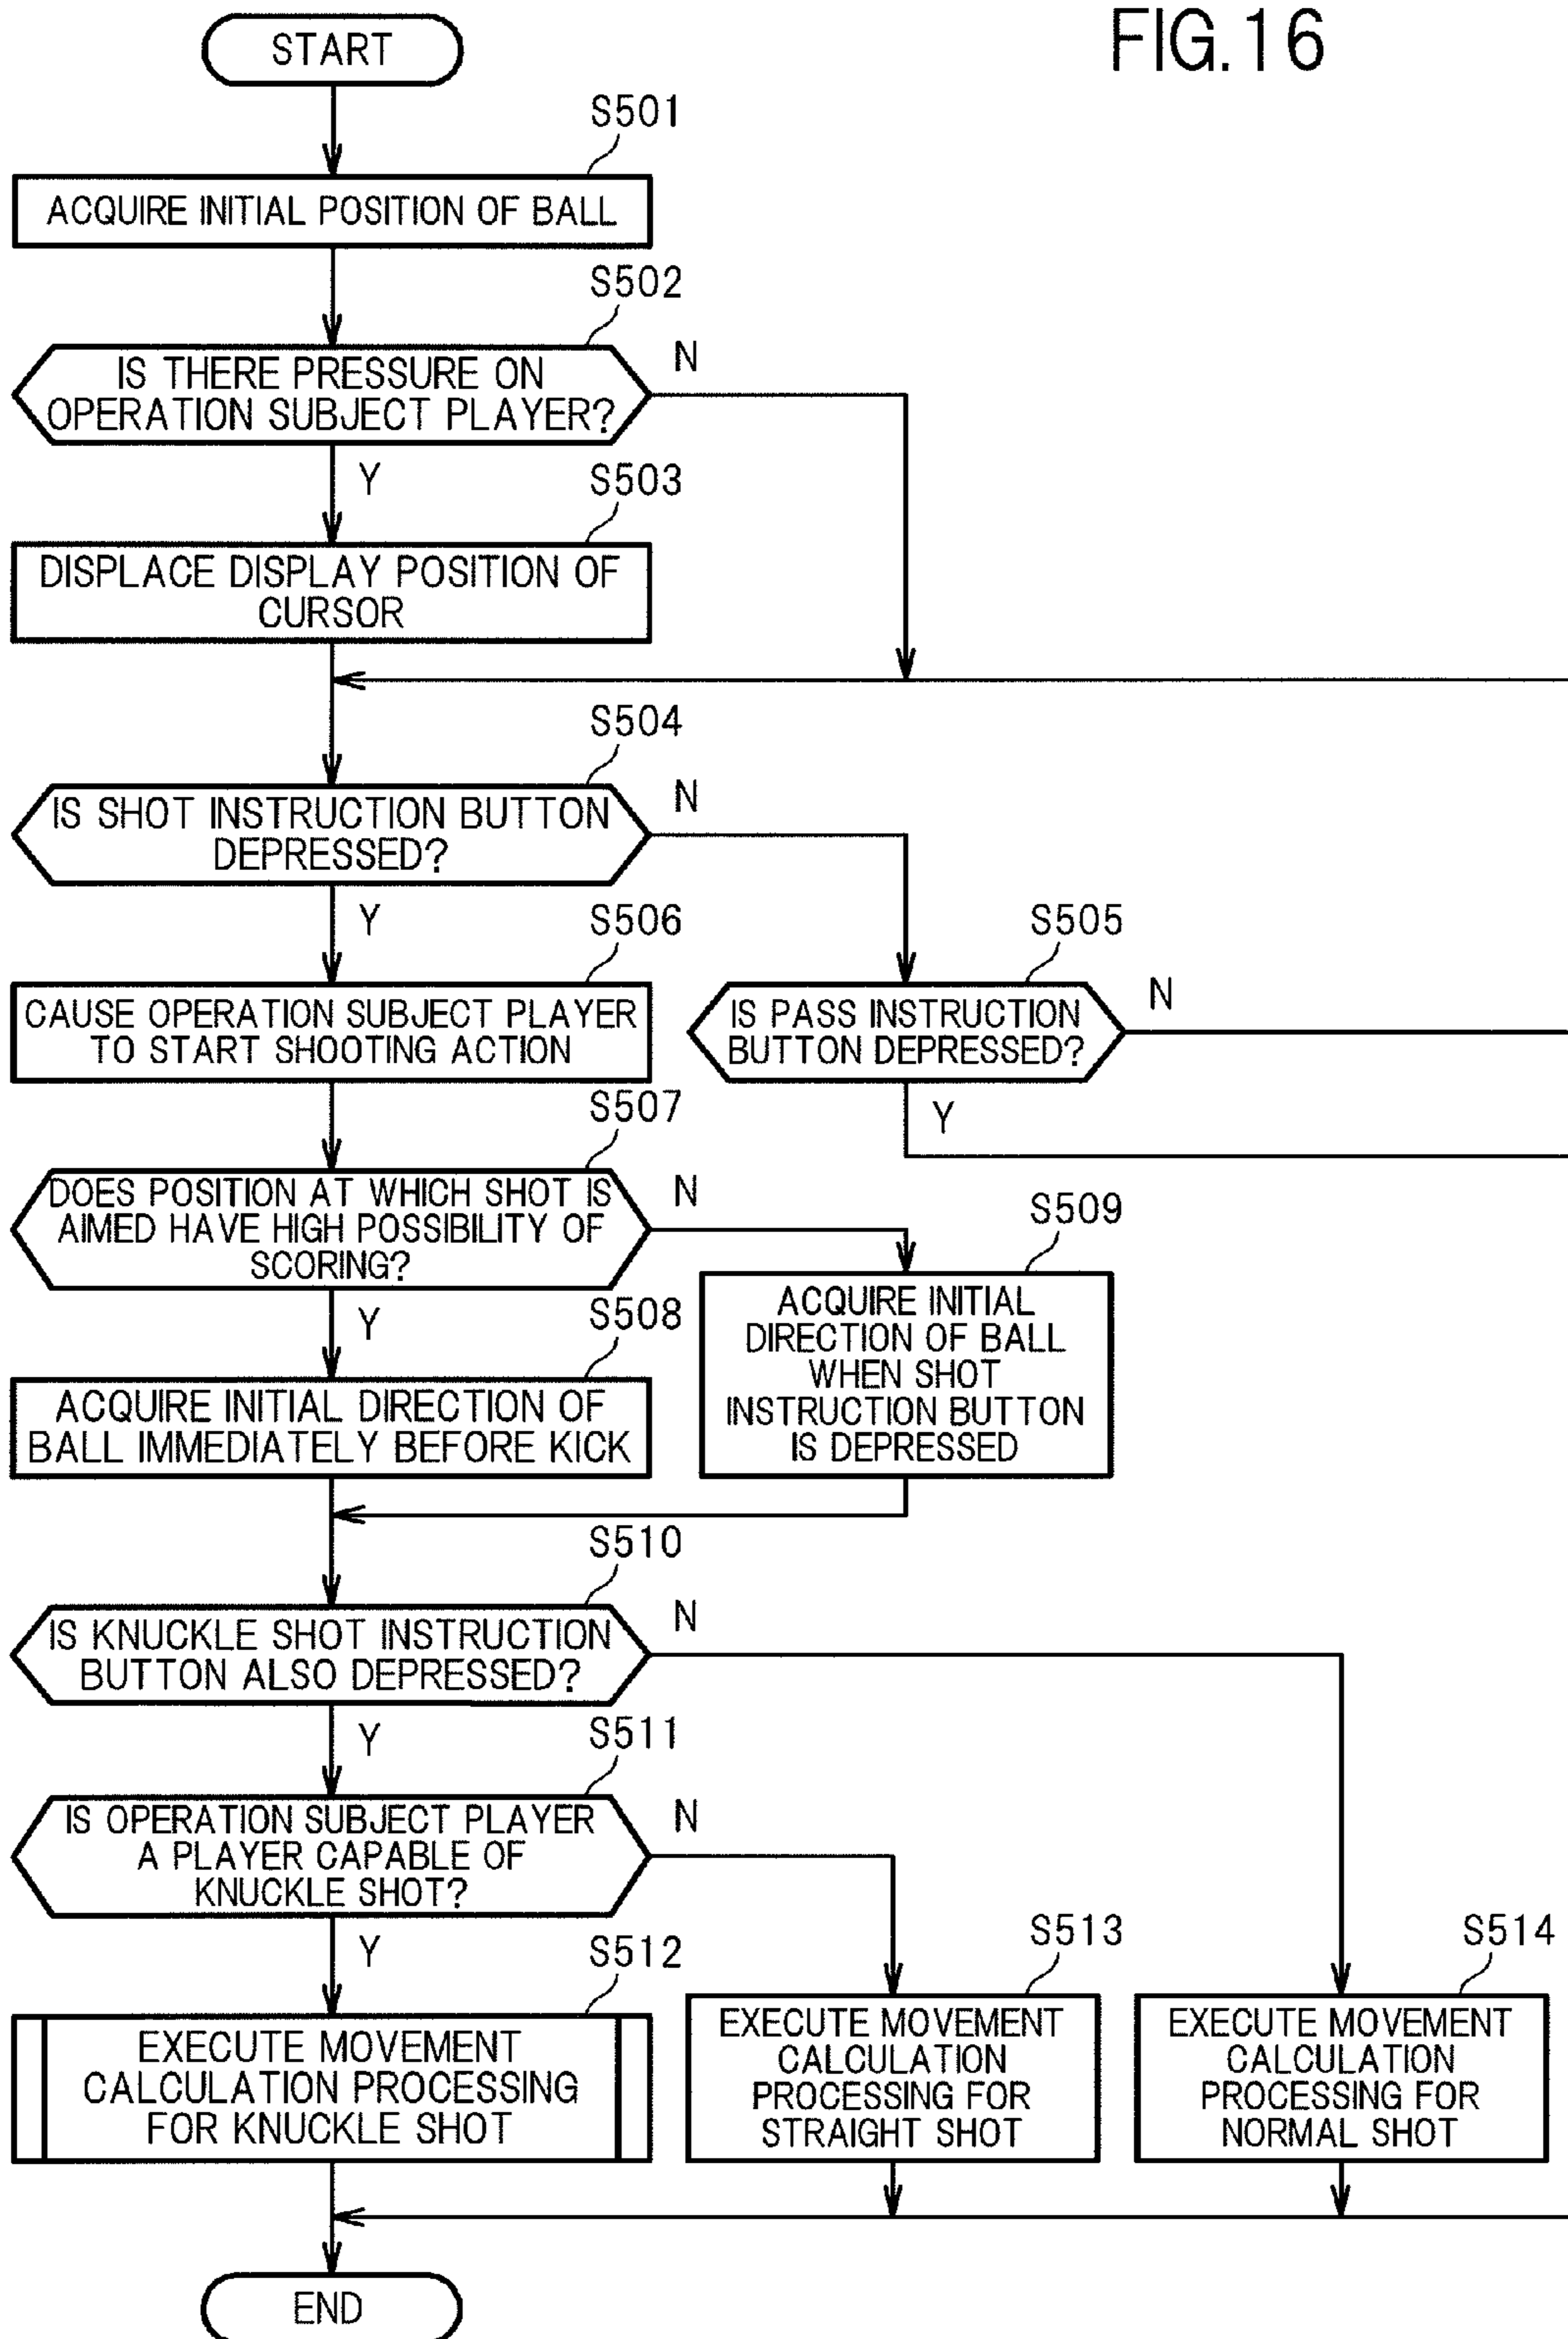 FIG.16
START
S501
ACQUIRE INITIAL POSITION OF BALL
S502
IS THERE PRESSURE ON
OPERATION SUBJECT PLAYER?
N
Y
S503
DISPLACE DISPLAY POSITION OF
CURSOR
S504
IS SHOT INSTRUCTION BUTTON
DEPRESSED?
N
Y
S505
IS PASS INSTRUCTION
BUTTON DEPRESSED?
N
Y
S506
CAUSE OPERATION SUBJECT PLAYER
TO START SHOOTING ACTION
S507
DOES POSITION AT WHICH SHOT IS
AIMED HAVE HIGH POSSIBILITY OF
SCORING?
N
Y
S508
ACQUIRE INITIAL DIRECTION OF
BALL IMMEDIATELY BEFORE KICK
S509
ACQUIRE INITIAL
DIRECTION OF BALL
WHEN SHOT
INSTRUCTION BUTTON
IS DEPRESSED
S510
IS KNUCKLE SHOT INSTRUCTION
BUTTON ALSO DEPRESSED?
N
Y
S511
IS OPERATION SUBJECT PLAYER
A PLAYER CAPABLE OF
KNUCKLE SHOT?
N
Y
S512
EXECUTE MOVEMENT
CALCULATION PROCESSING
FOR KNUCKLE SHOT
S513
EXECUTE MOVEMENT
CALCULATION
PROCESSING FOR
STRAIGHT SHOT
S514
EXECUTE MOVEMENT
CALCULATION
PROCESSING FOR
NORMAL SHOT
END